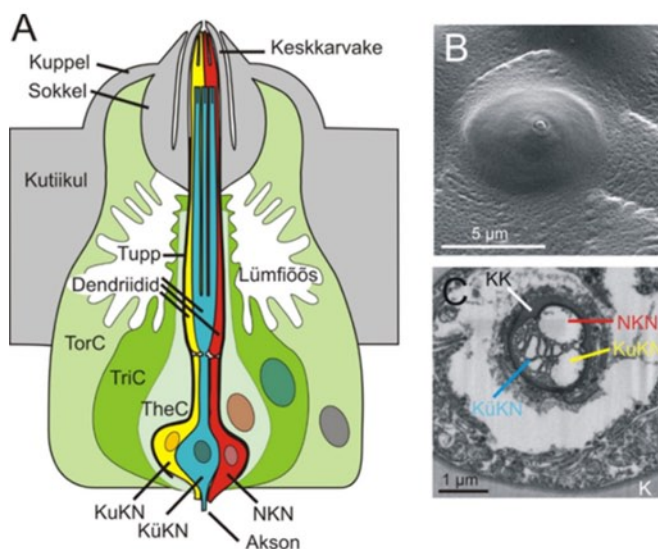 A
Keskkarvake
Kuppel
Sokkel
Kutiikul
Tupp
Lümfiõõs
Dendriidid
TorC
TriC
TheC
KuKN
KüKN
NKN
Akson
B
5 µm
C
KK
NKN
KuKN
KüKN
1 µm
K